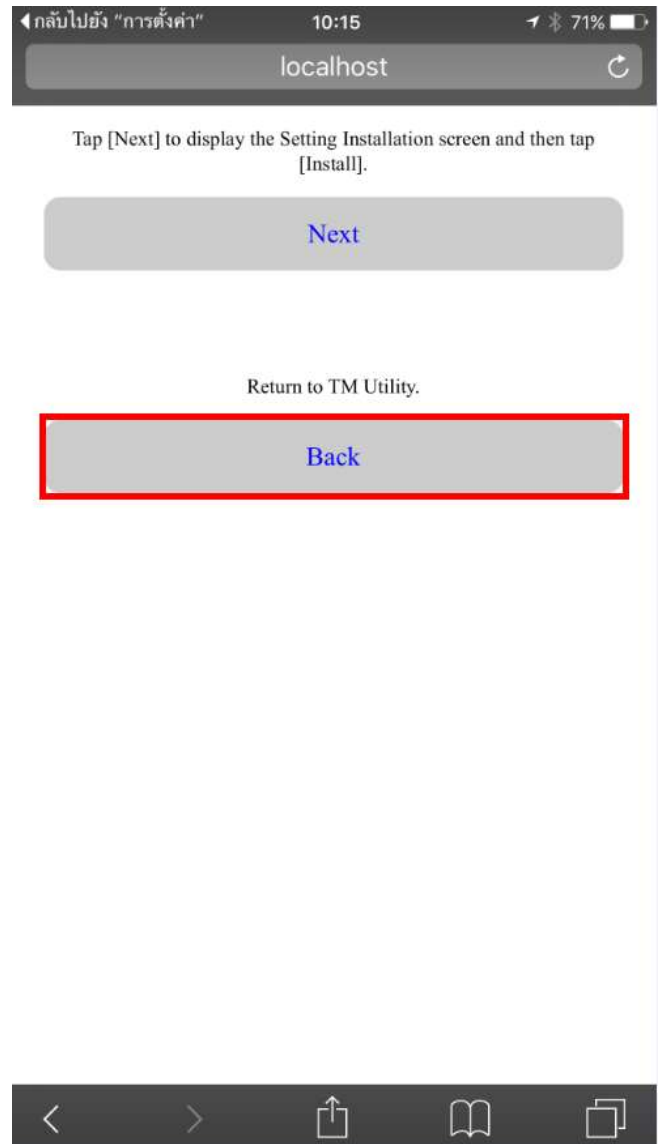 กลับไปยัง “การตั้งค่า” 10:15 71%
localhost
Tap [Next] to display the Setting Installation screen and then tap
[Install].
Next
Return to TM Utility.
Back